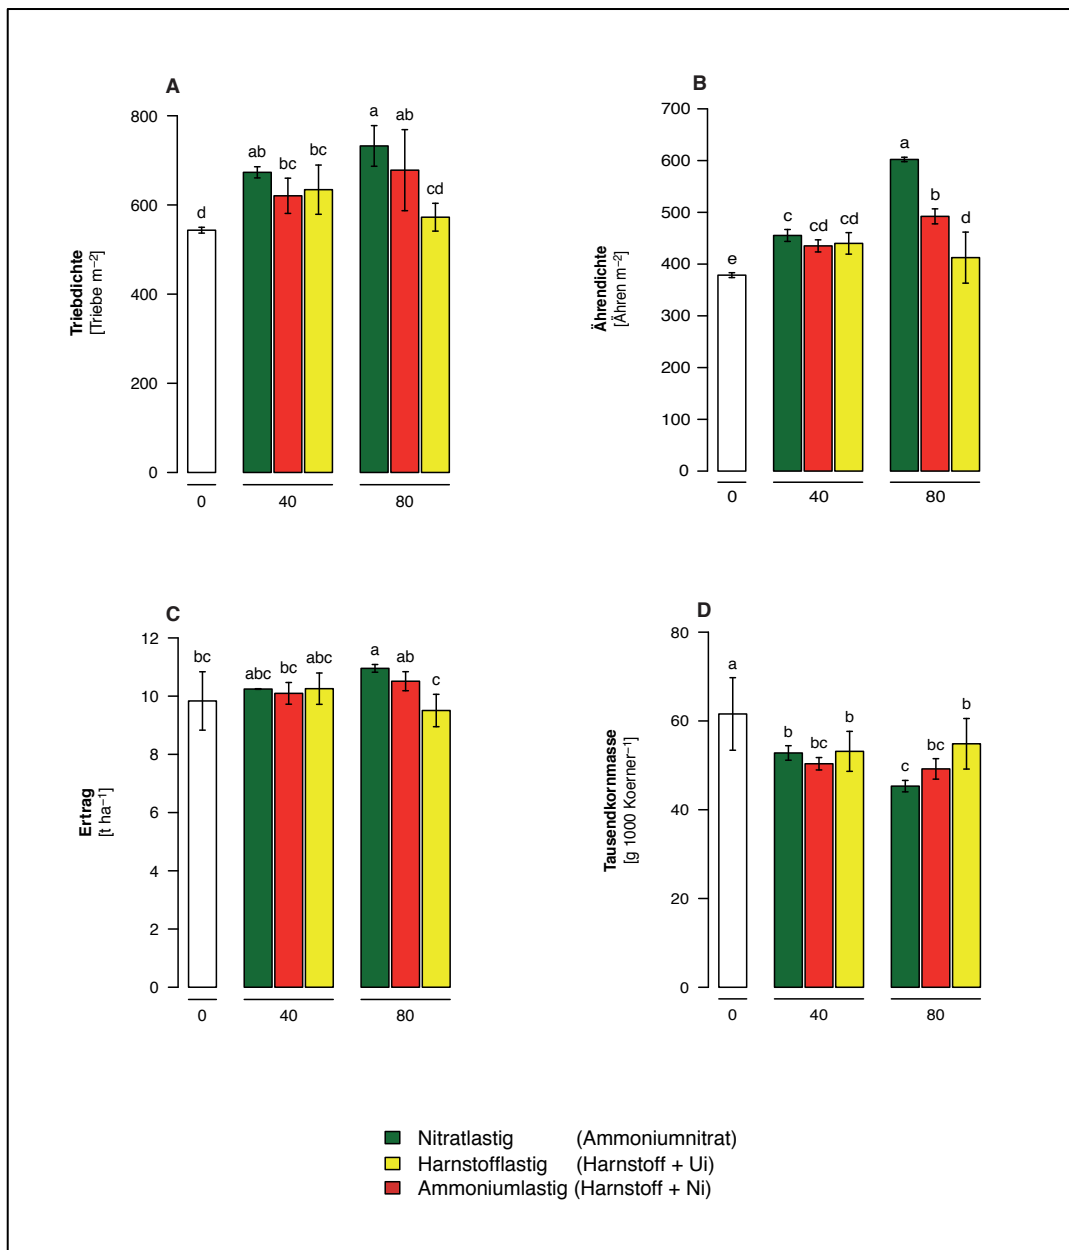 A
Triebdichte
[Triebe m−2]
800
600
400
200
0
d
ab
bc
bc
a
ab
cd
0
40
80
B
Ährendichte
[Ähren m−2]
700
600
500
400
300
200
100
0
e
c
cd
cd
a
b
d
0
40
80
C
Ertrag
[t ha−1]
12
10
8
6
4
2
0
bc
abc
bc
abc
a
ab
c
0
40
80
D
Tausendkornmasse
[g 1000 Koerner−1]
80
60
40
20
0
a
b
bc
b
c
bc
b
0
40
80
Nitratlastig (Ammoniumnitrat)
Harnstofflastig (Harnstoff + Ui)
Ammoniumlastig (Harnstoff + Ni)